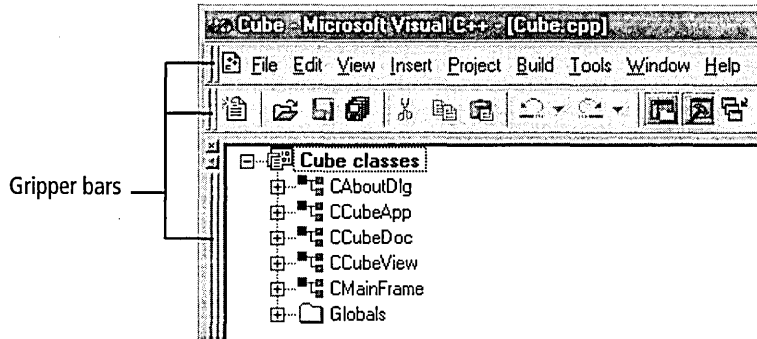 Cube - Microsoft Visual C++ - [Cube.cpp]
File Edit View Insert Project Build Tools Window Help
Cube classes
CAboutDlg
CCubeApp
CCubeDoc
CCubeView
CMainFrame
Globals
Gripper bars